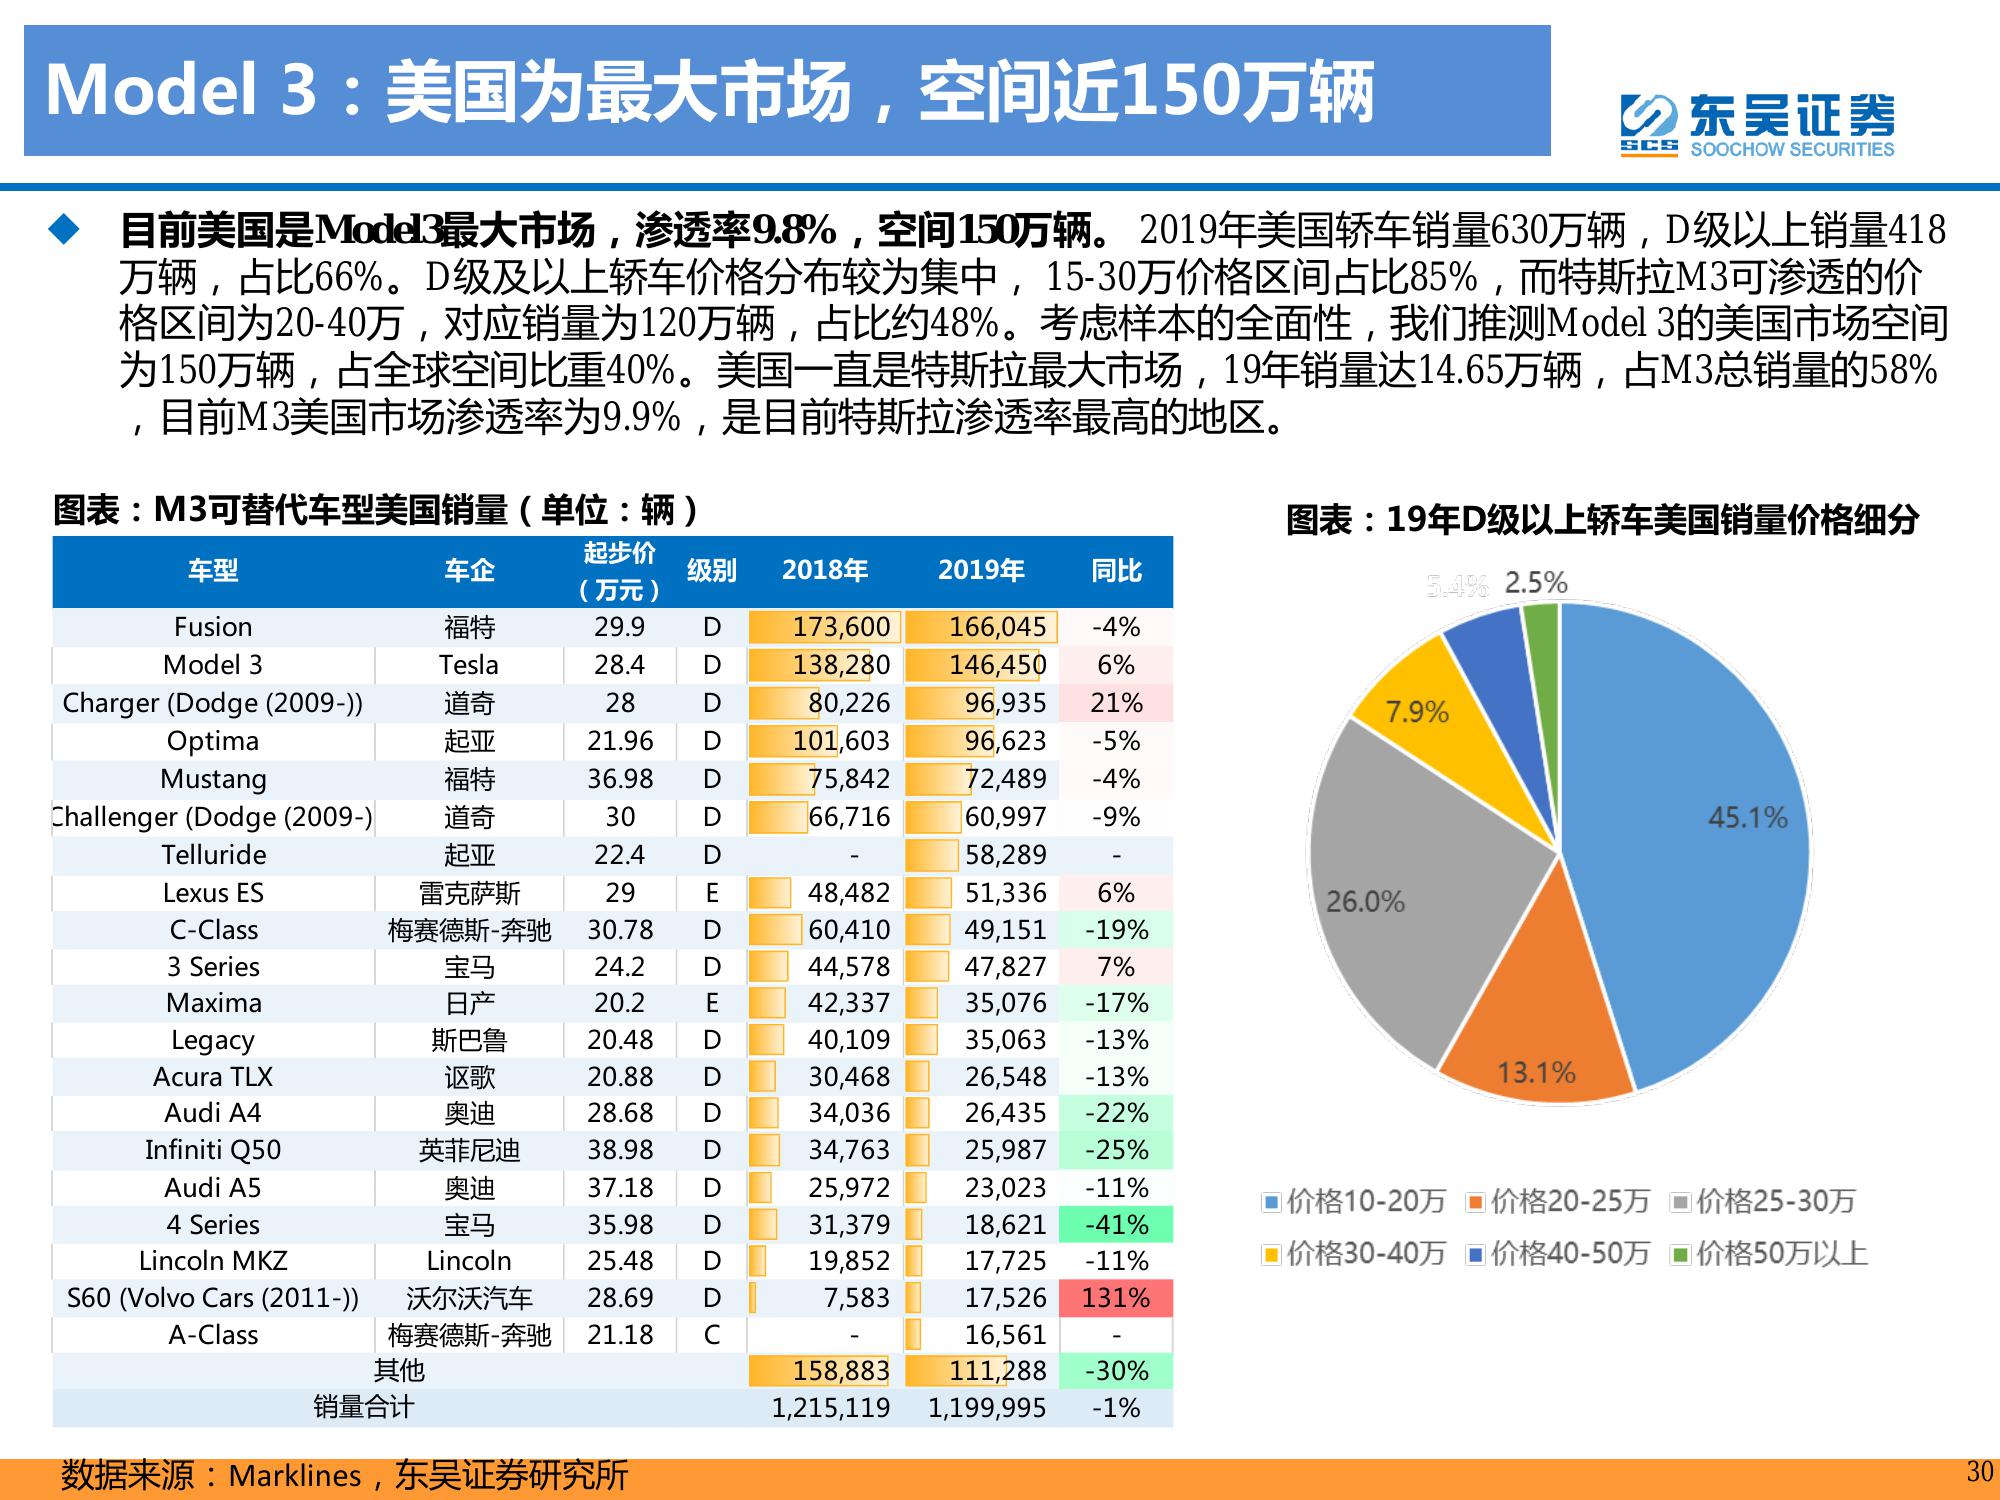 Model 3：美国为最大市场，空间近150万辆
东吴证券
SCS SOOCHOW SECURITIES
◆ 目前美国是Model3最大市场，渗透率9.8%，空间150万辆。 2019年美国轿车销量630万辆，D级以上销量418
万辆，占比66%。D级及以上轿车价格分布较为集中， 15-30万价格区间占比85%，而特斯拉M3可渗透的价
格区间为20-40万，对应销量为120万辆，占比约48%。考虑样本的全面性，我们推测Model 3的美国市场空间
为150万辆，占全球空间比重40%。美国一直是特斯拉最大市场，19年销量达14.65万辆，占M3总销量的58%
，目前M3美国市场渗透率为9.9%，是目前特斯拉渗透率最高的地区。
图表：M3可替代车型美国销量（单位：辆）
车型 车企 起步价（万元） 级别 2018年 2019年 同比
Fusion 福特 29.9 D 173,600 166,045 -4%
Model 3 Tesla 28.4 D 138,280 146,450 6%
Charger (Dodge (2009-)) 道奇 28 D 80,226 96,935 21%
Optima 起亚 21.96 D 101,603 96,623 -5%
Mustang 福特 36.98 D 75,842 72,489 -4%
Challenger (Dodge (2009-) 道奇 30 D 66,716 60,997 -9%
Telluride 起亚 22.4 D - 58,289 -
Lexus ES 雷克萨斯 29 E 48,482 51,336 6%
C-Class 梅赛德斯-奔驰 30.78 D 60,410 49,151 -19%
3 Series 宝马 24.2 D 44,578 47,827 7%
Maxima 日产 20.2 E 42,337 35,076 -17%
Legacy 斯巴鲁 20.48 D 40,109 35,063 -13%
Acura TLX 讴歌 20.88 D 30,468 26,548 -13%
Audi A4 奥迪 28.68 D 34,036 26,435 -22%
Infiniti Q50 英菲尼迪 38.98 D 34,763 25,987 -25%
Audi A5 奥迪 37.18 D 25,972 23,023 -11%
4 Series 宝马 35.98 D 31,379 18,621 -41%
Lincoln MKZ Lincoln 25.48 D 19,852 17,725 -11%
S60 (Volvo Cars (2011-)) 沃尔沃汽车 28.69 D 7,583 17,526 131%
A-Class 梅赛德斯-奔驰 21.18 C - 16,561 -
其他 158,883 111,288 -30%
销量合计 1,215,119 1,199,995 -1%
图表：19年D级以上轿车美国销量价格细分
5.4% 2.5%
7.9%
45.1%
26.0%
13.1%
价格10-20万 价格20-25万 价格25-30万
价格30-40万 价格40-50万 价格50万以上
数据来源：Marklines，东吴证券研究所
30